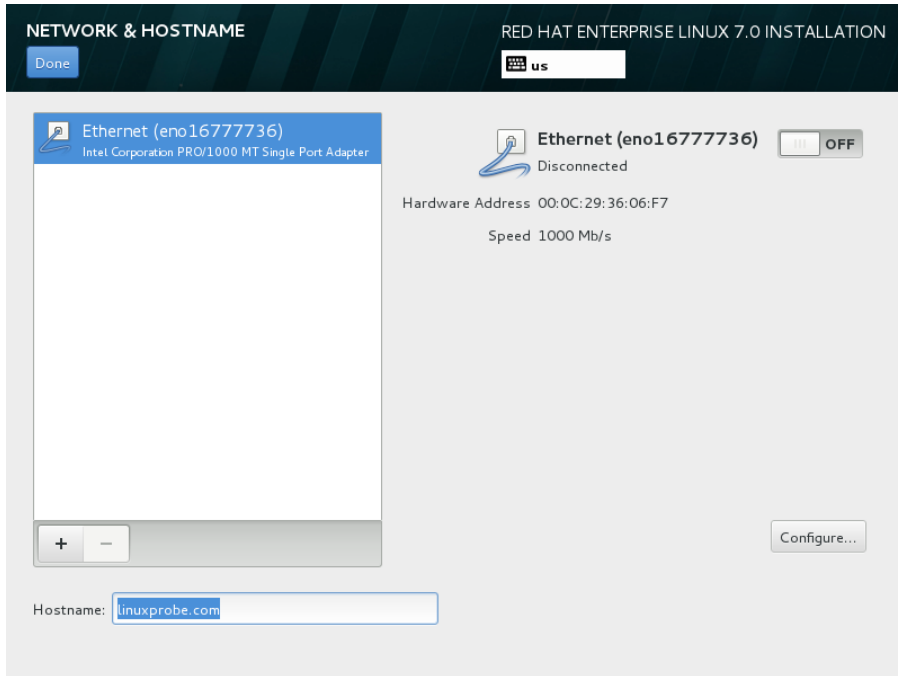 NETWORK & HOSTNAME
RED HAT ENTERPRISE LINUX 7.0 INSTALLATION
Done
us
Ethernet (eno16777736)
Intel Corporation PRO/1000 MT Single Port Adapter
Ethernet (eno16777736)
OFF
Disconnected
Hardware Address 00:0C:29:36:06:F7
Speed 1000 Mb/s
+ −
Configure...
Hostname: linuxprobe.com